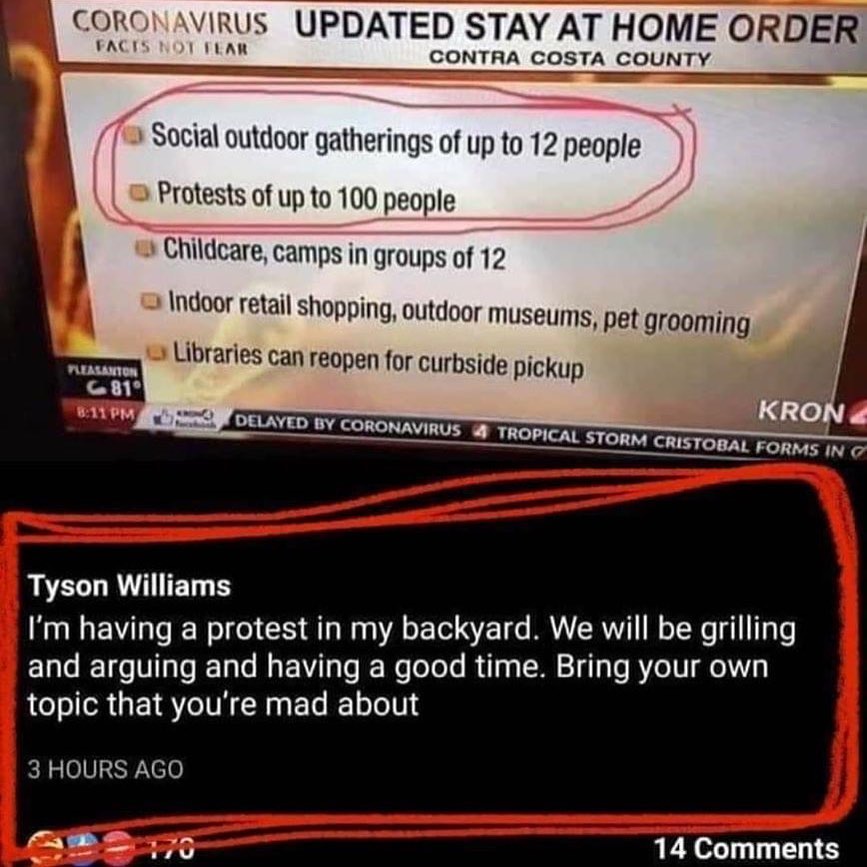 CORONAVIRUS
FACTS NOT FEAR
UPDATED STAY AT HOME ORDER
CONTRA COSTA COUNTY
Social outdoor gatherings of up to 12 people
Protests of up to 100 people
Childcare, camps in groups of 12
Indoor retail shopping, outdoor museums, pet grooming
Libraries can reopen for curbside pickup
PLEASANTON
81°
8:11 PM
KRON 4
DELAYED BY CORONAVIRUS 4 TROPICAL STORM CRISTOBAL FORMS IN
Tyson Williams
I'm having a protest in my backyard. We will be grilling
and arguing and having a good time. Bring your own
topic that you're mad about
3 HOURS AGO
170
14 Comments